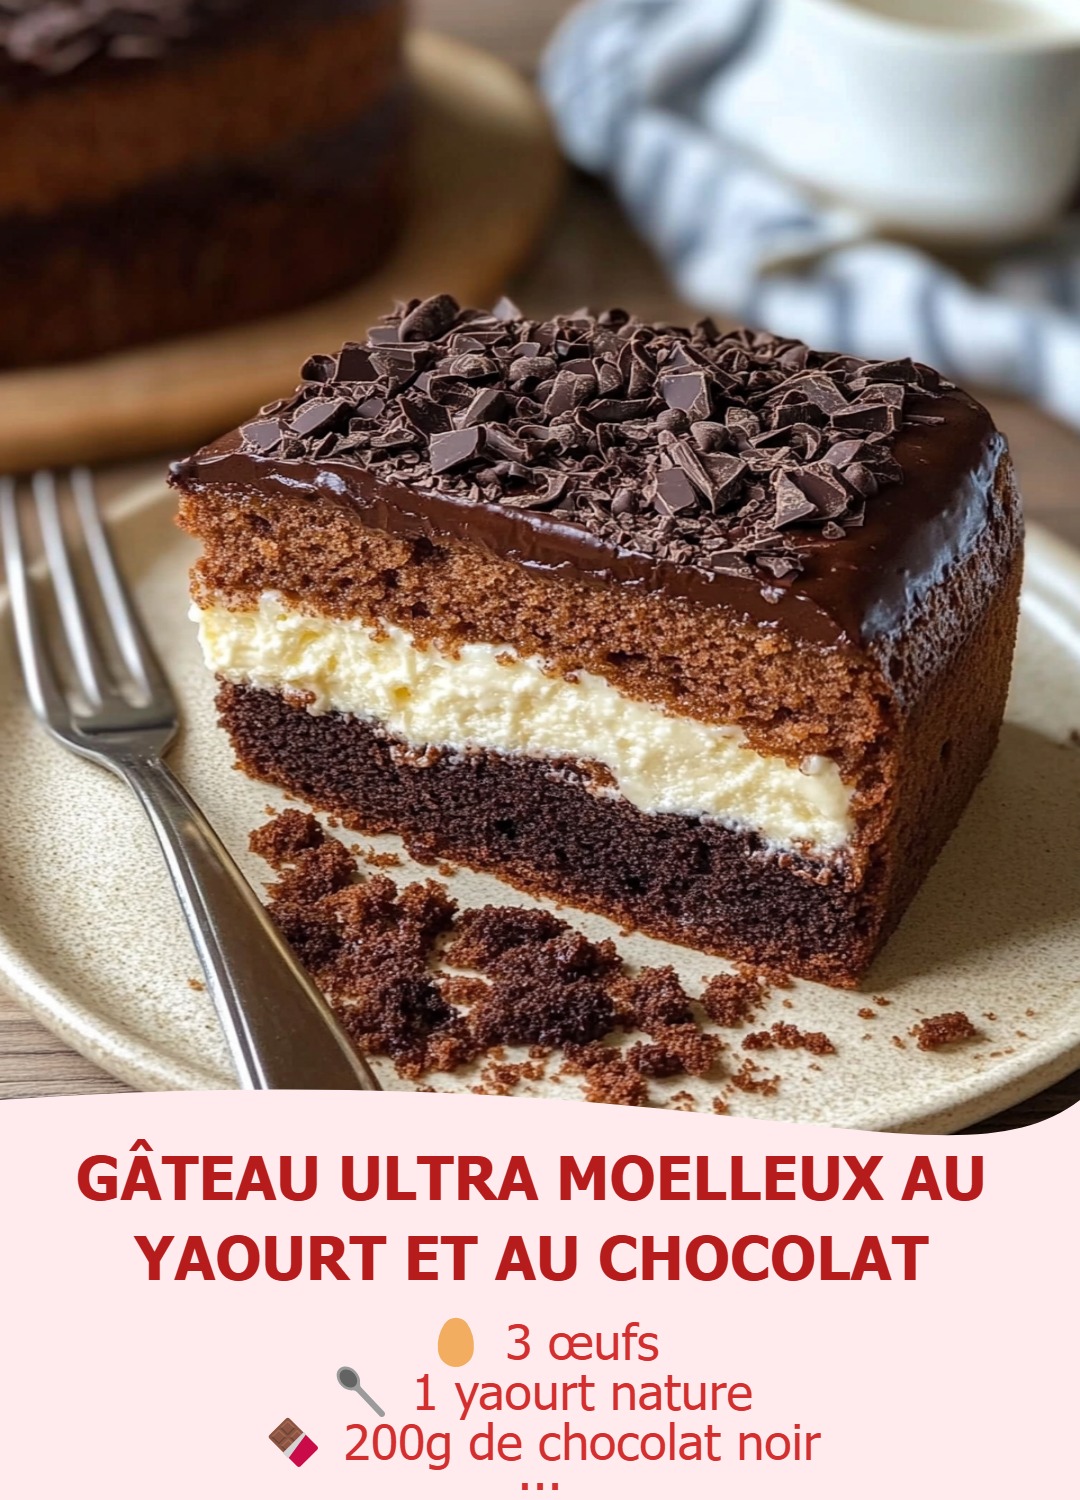 GÂTEAU ULTRA MOELLEUX AU
YAOURT ET AU CHOCOLAT
3 œufs
1 yaourt nature
200g de chocolat noir
...